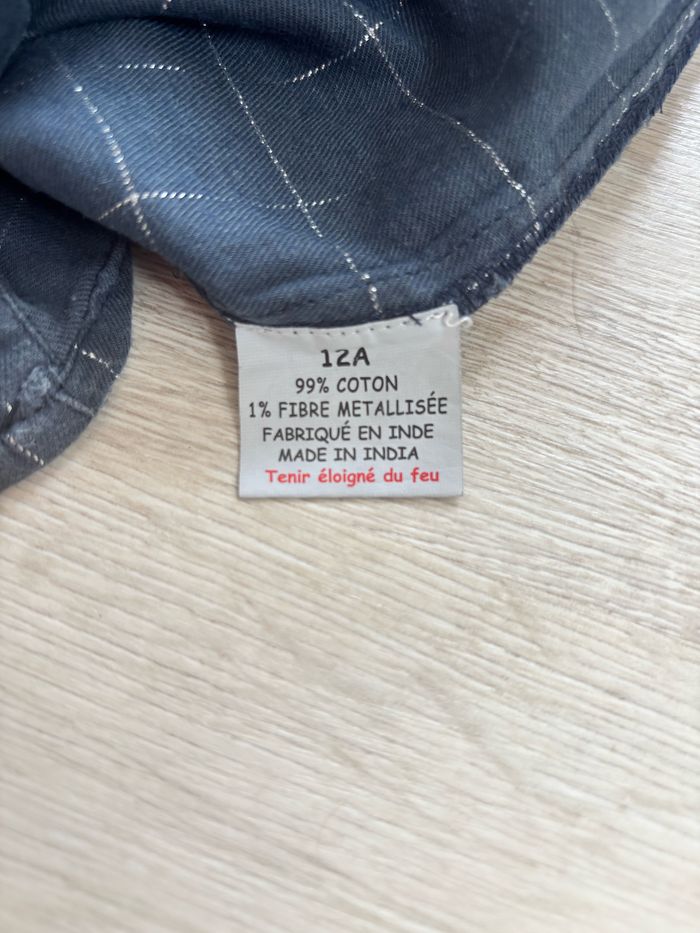 12A
99% COTON
1% FIBRE METALLISÉE
FABRIQUÉ EN INDE
MADE IN INDIA
Tenir éloigné du feu